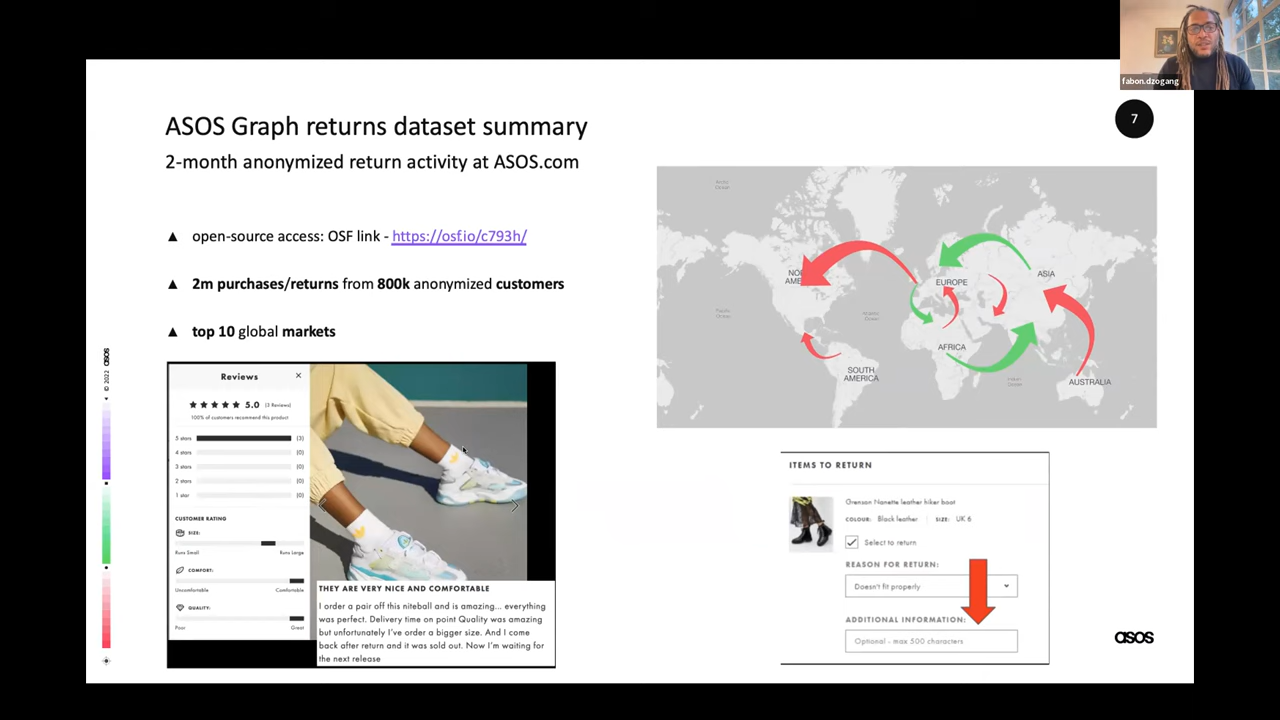 fabon.dzogang
7
ASOS Graph returns dataset summary
2-month anonymized return activity at ASOS.com
▲ open-source access: OSF link - https://osf.io/c793h/
▲ 2m purchases/returns from 800k anonymized customers
▲ top 10 global markets
© 2022 asos
Reviews ×
5.0 (3 Reviews)
100% of customers recommend this product
5 stars (3)
4 stars (0)
3 stars (0)
2 stars (0)
1 star (0)
CUSTOMER RATING
SIZE:
Runs Small Runs Large
COMFORT:
Uncomfortable Comfortable
QUALITY:
Poor Great
THEY ARE VERY NICE AND COMFORTABLE
I order a pair off this niteball and is amazing... everything
was perfect. Delivery time on point Quality was amazing
but unfortunately I've order a bigger size. And I come
back after return and it was sold out. Now I'm waiting for
the next release
Arctic
Ocean
NO
AME
EUROPE
ASIA
Pacific
Ocean
Atlantic
Ocean
AFRICA
SOUTH
AMERICA
Indian
Ocean
AUSTRALIA
ITEMS TO RETURN
Grenson Nanette leather hiker boot
COLOUR: Black leather SIZE: UK 6
Select to return
REASON FOR RETURN:
Doesn't fit properly
ADDITIONAL INFORMATION:
Optional - max 500 characters
asos